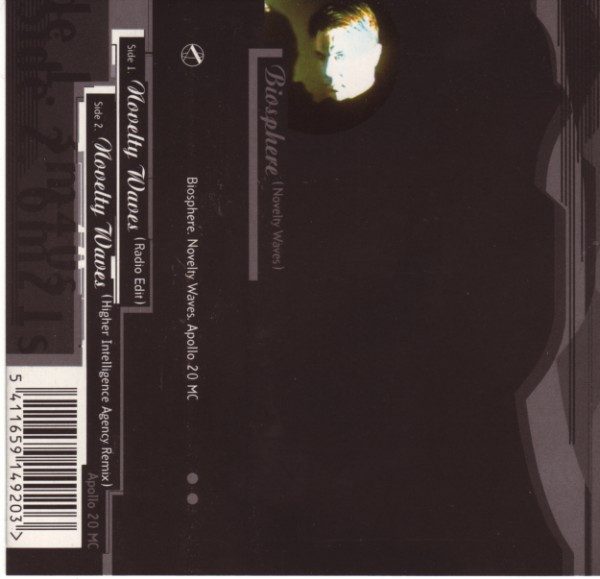 Biosphere (Novelty Waves)
Biosphere. Novelty Waves. Apollo 20 MC
Side 1. Novelty Waves (Radio Edit)
Side 2. Novelty Waves (Higher Intelligence Agency Remix)
Apollo 20 MC
5 411659 149203 >